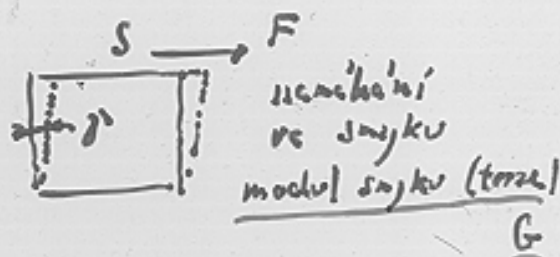 S F
namáhání
γ ve smyku
modul smyku (torze)
G